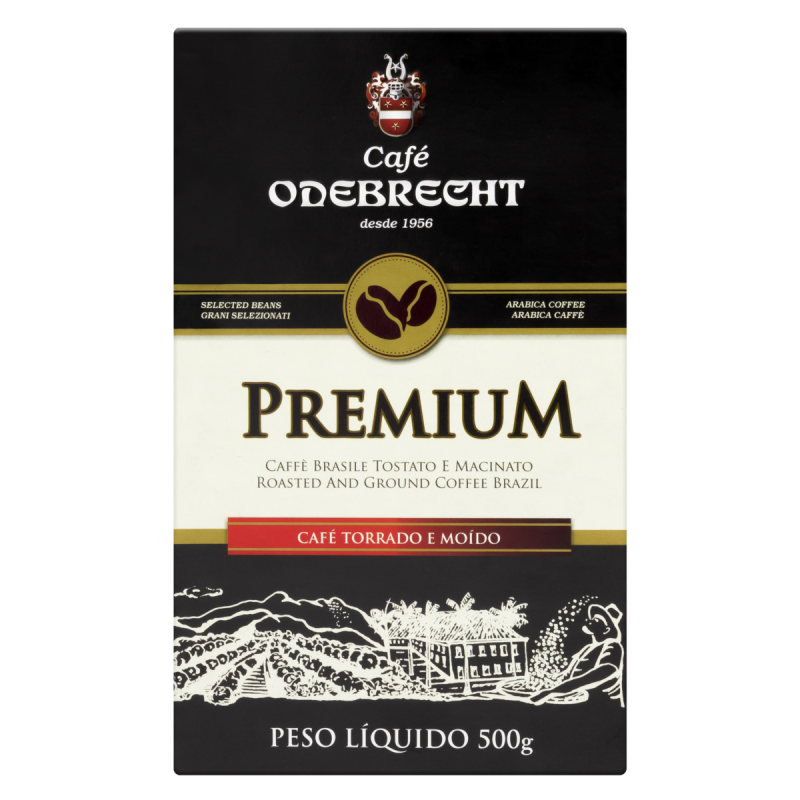 Café
ODEBRECHT
desde 1956
SELECTED BEANS
GRANI SELEZIONATI
ARABICA COFFEE
ARABICA CAFFÈ
PREMIUM
CAFFÈ BRASILE TOSTATO E MACINATO
ROASTED AND GROUND COFFEE BRAZIL
CAFÉ TORRADO E MOÍDO
PESO LÍQUIDO 500g